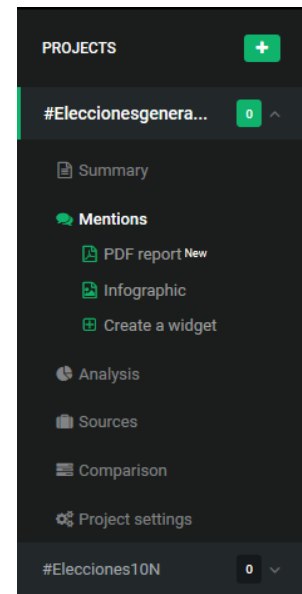 PROJECTS +
#Eleccionesgenera... 0
Summary
Mentions
PDF report New
Infographic
Create a widget
Analysis
Sources
Comparison
Project settings
#Elecciones10N 0